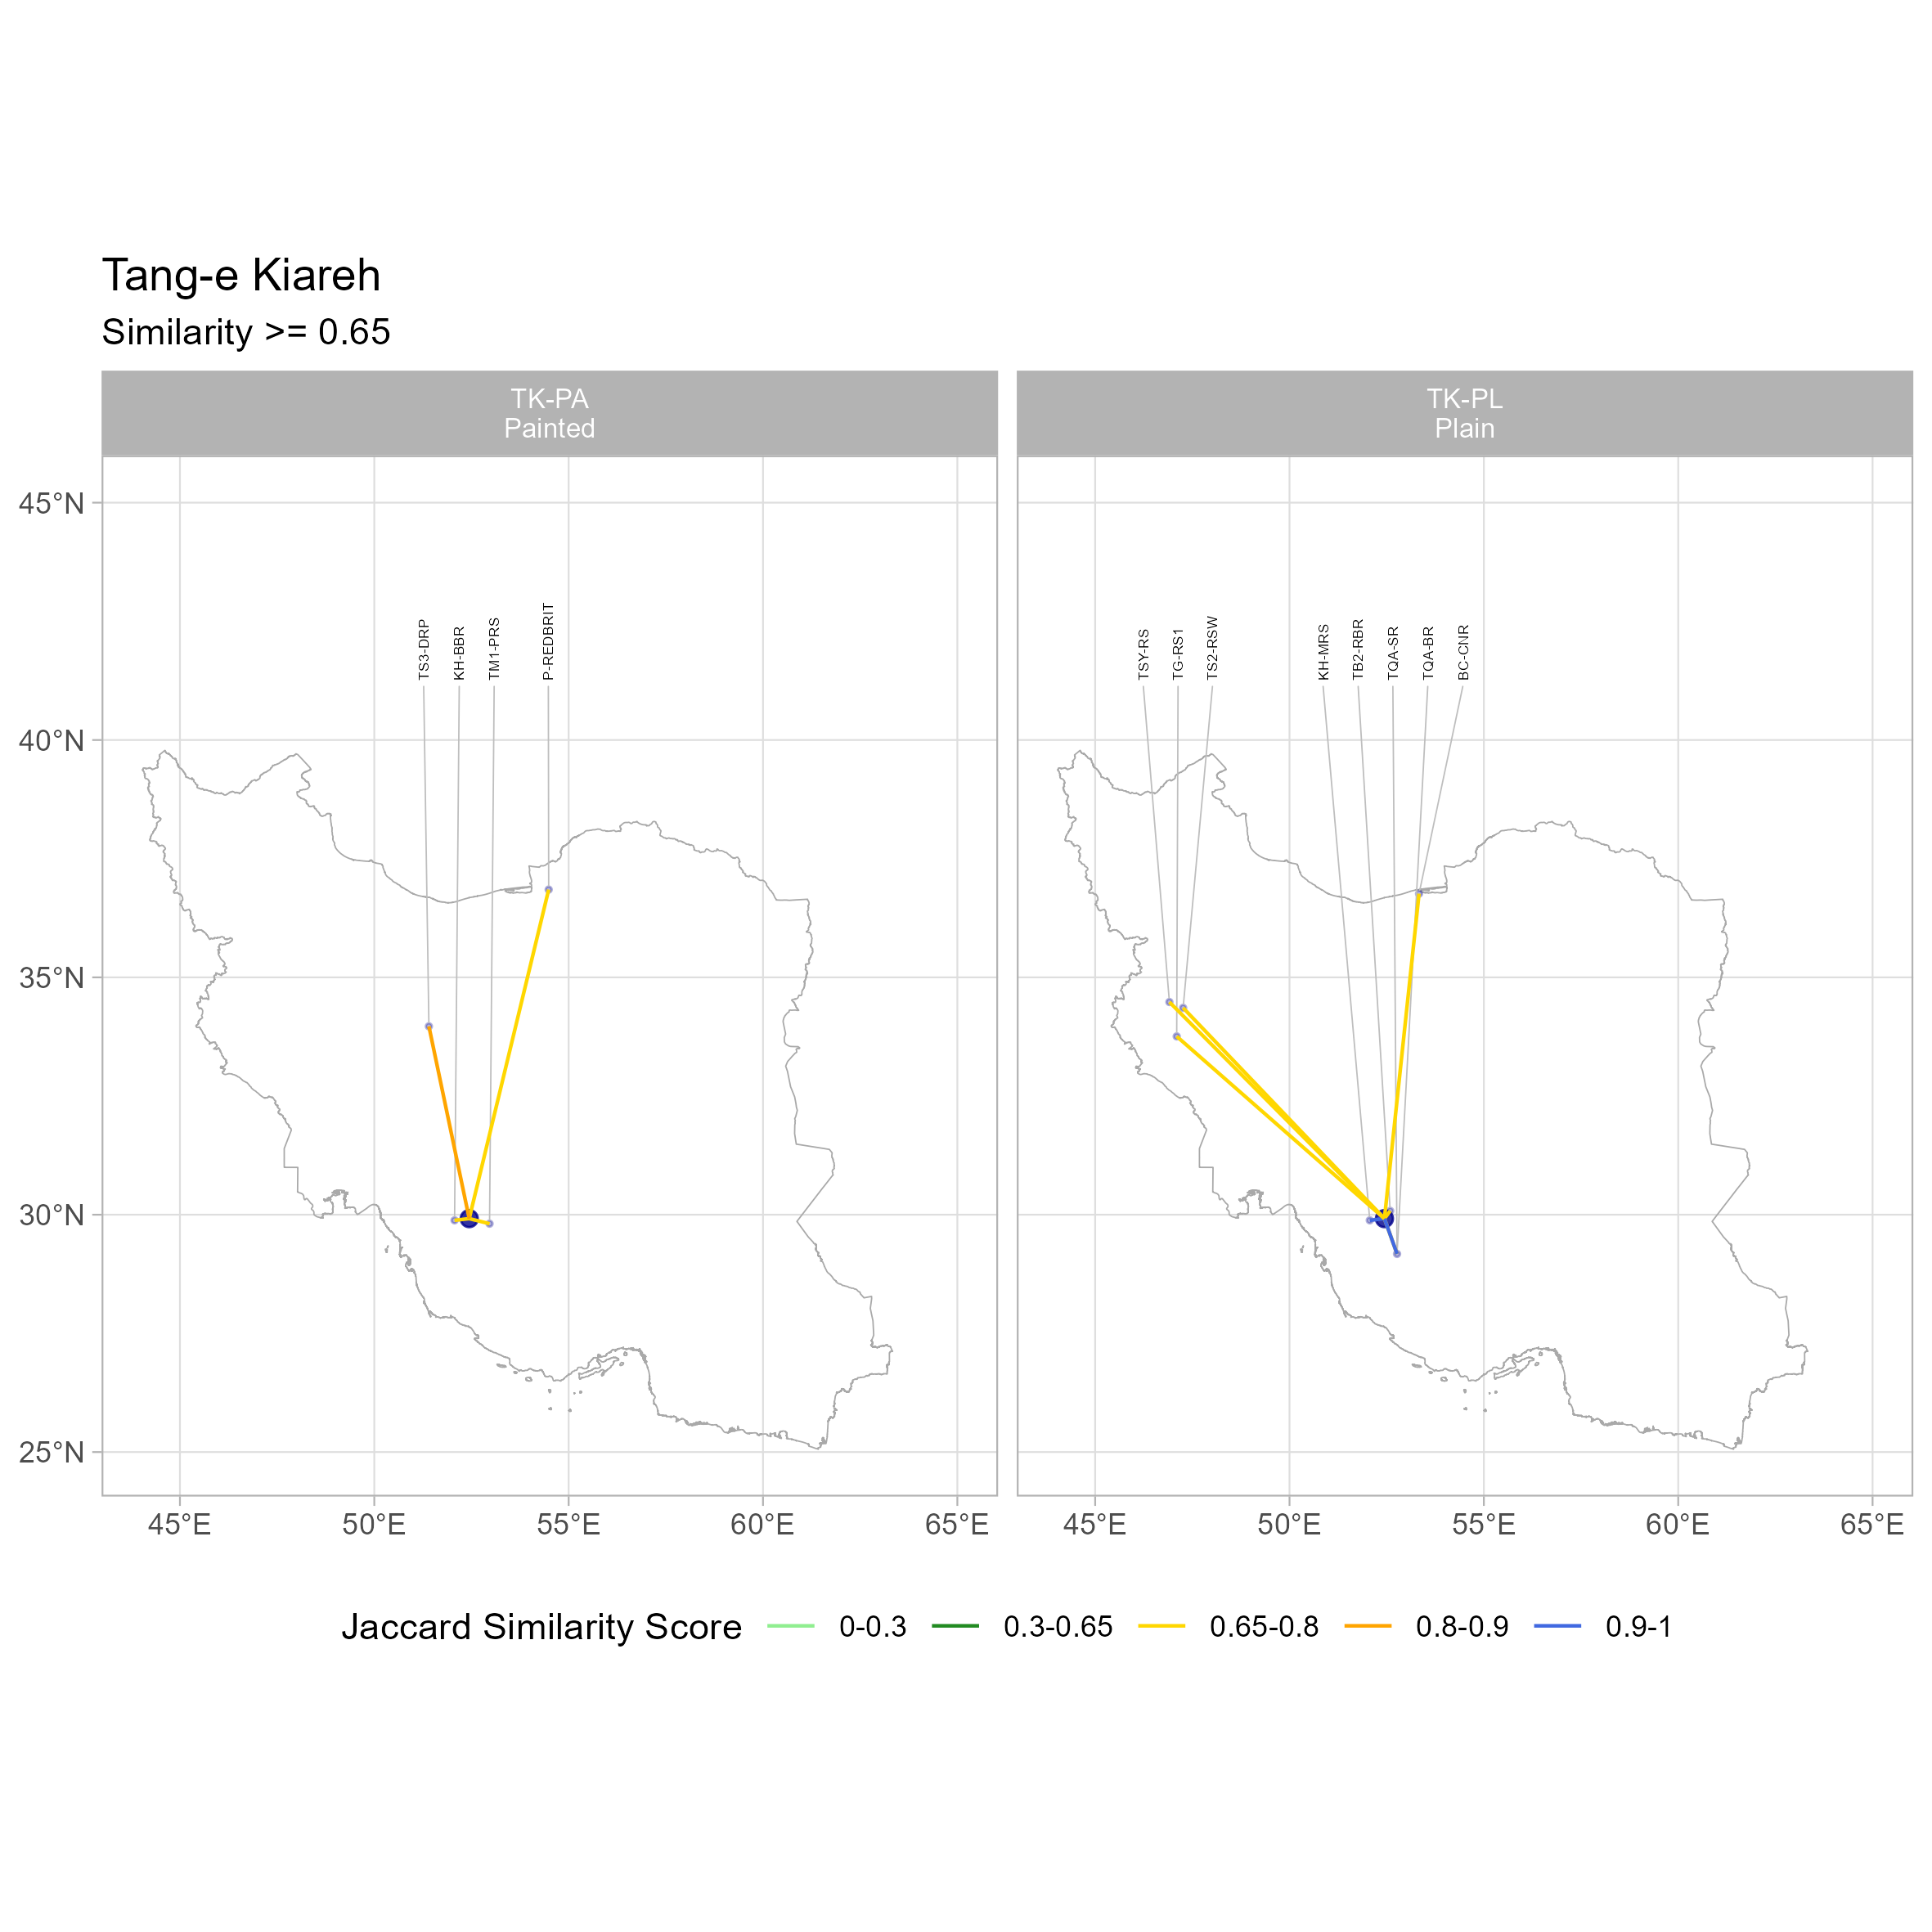 Tang-e Kiareh
Similarity >= 0.65
TK-PA
Painted
TK-PL
Plain
45°N
40°N
35°N
30°N
25°N
TS3-DRP
KH-BBR
TM1-PRS
P-REDBRIT
TSY-RS
TG-RS1
TS2-RSW
KH-MRS
TB2-RBR
TQA-SR
TQA-BR
BC-CNR
45°E 50°E 55°E 60°E 65°E
45°E 50°E 55°E 60°E 65°E
Jaccard Similarity Score 0-0.3 0.3-0.65 0.65-0.8 0.8-0.9 0.9-1